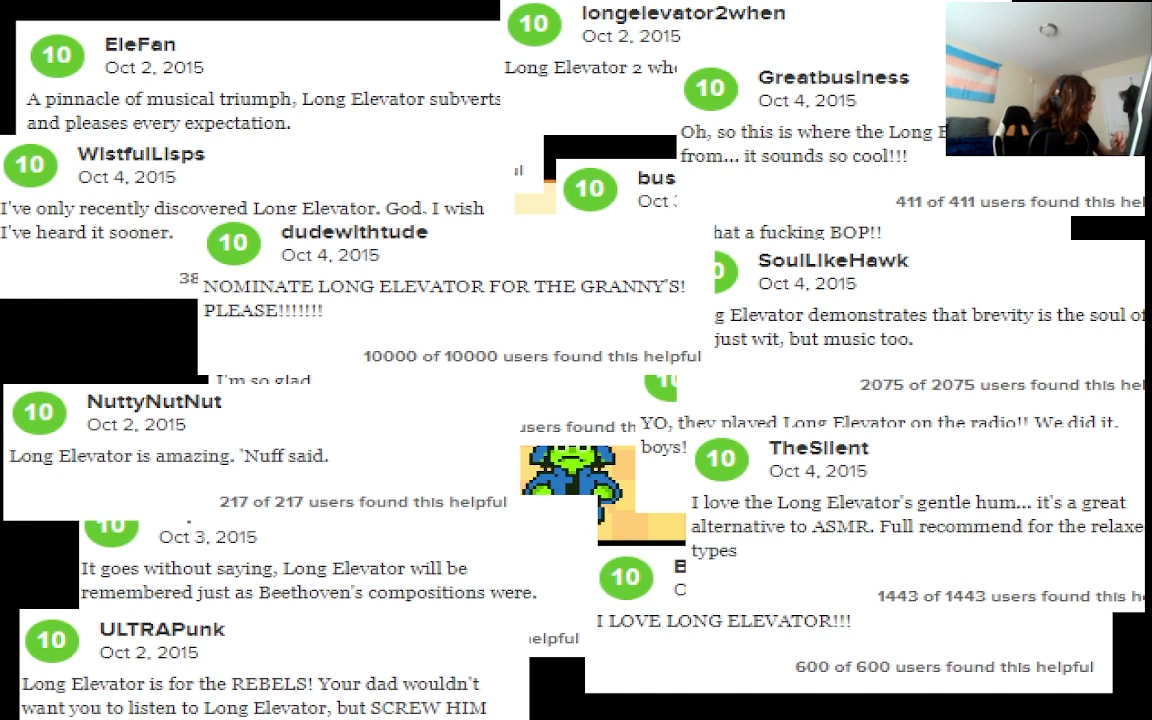 10
EleFan
Oct 2, 2015
A pinnacle of musical triumph, Long Elevator subverts
and pleases every expectation.
10
longelevator2when
Oct 2, 2015
Long Elevator 2
10
GreatbusIness
Oct 4, 2015
Oh, so this is where the Long
from... it sounds so cool!!!
411 of 411 users found this
10
WIstfulLIsps
Oct 4, 2015
I've only recently discovered Long Elevator. God, I wish
I've heard it sooner.
38
10
bus
Oct
10
dudewIthtude
Oct 4, 2015
NOMINATE LONG ELEVATOR FOR THE GRANNY'S!
PLEASE!!!!!!!
10000 of 10000 users found this helpful
I'm so glad
hat a fucking BOP!!
SoulLIkeHawk
Oct 4, 2015
g Elevator demonstrates that brevity is the soul of
just wit, but music too.
2075 of 2075 users found this
10
NuttyNutNut
Oct 2, 2015
Long Elevator is amazing. 'Nuff said.
217 of 217 users found this helpful
users found
10
YO, they played Long Elevator on the radio!! We did it,
boys!
10
TheSIlent
Oct 4, 2015
I love the Long Elevator's gentle hum... it's a great
alternative to ASMR. Full recommend for the relaxe
types
1443 of 1443 users found this
10
Oct 3, 2015
It goes without saying, Long Elevator will be
remembered just as Beethoven's compositions were.
elpful
10
I LOVE LONG ELEVATOR!!!
600 of 600 users found this helpful
10
ULTRAPunk
Oct 2, 2015
Long Elevator is for the REBELS! Your dad wouldn't
want you to listen to Long Elevator, but SCREW HIM